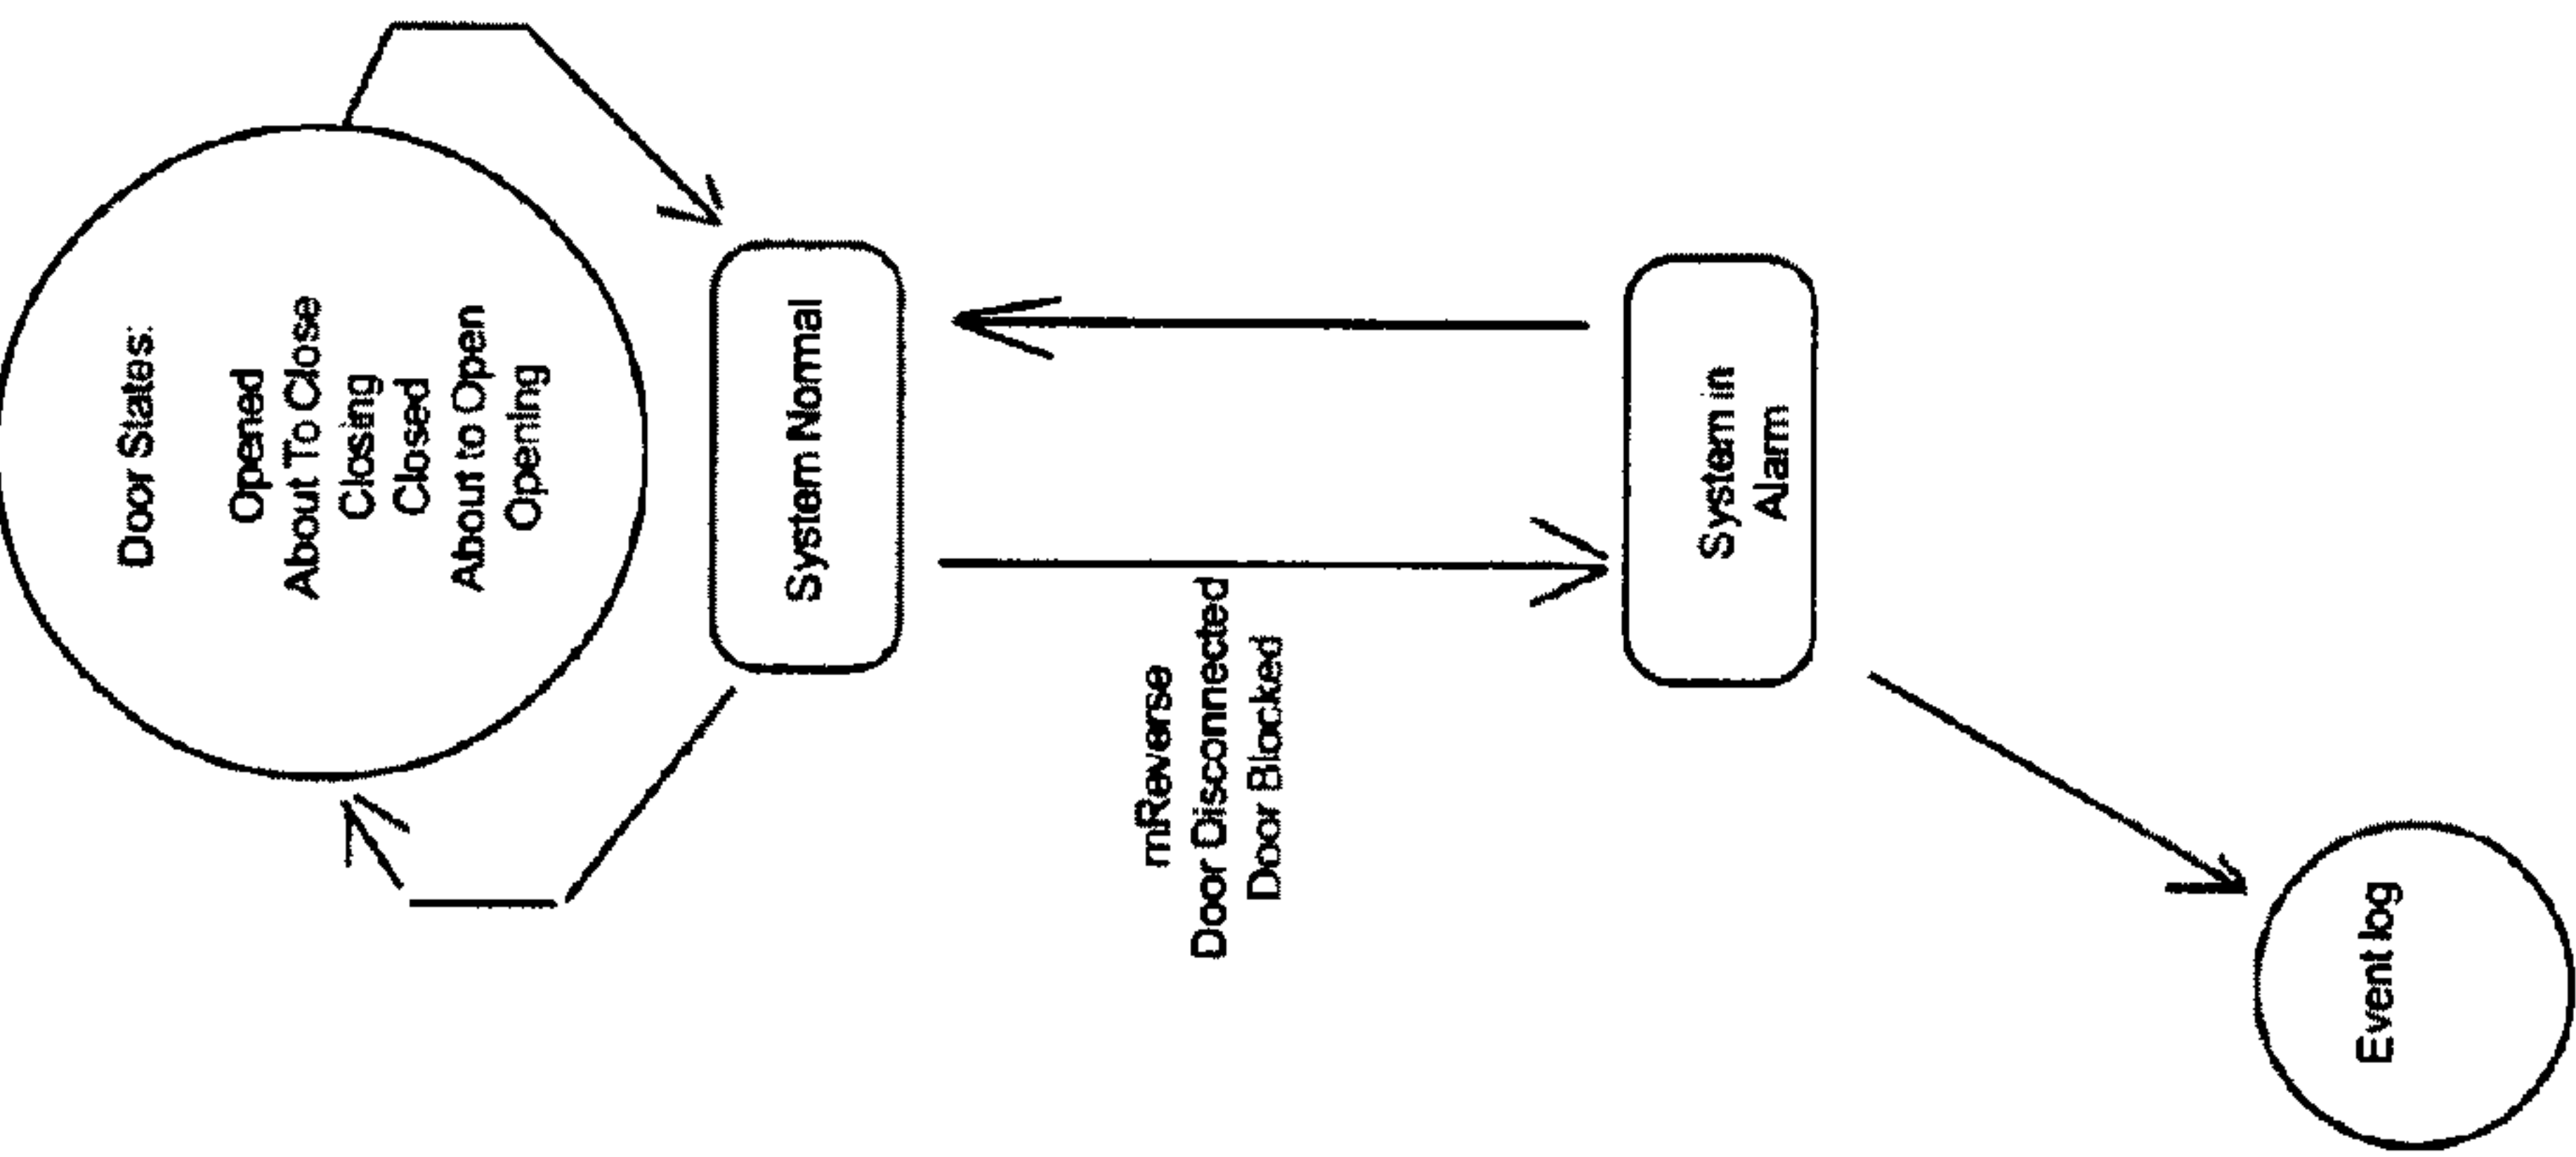 Door States:
Opened
About To Close
Closing
Closed
About to Open
Opening
System Normal
mReverse
Door Disconnected
Door Blocked
System in
Alarm
Event log